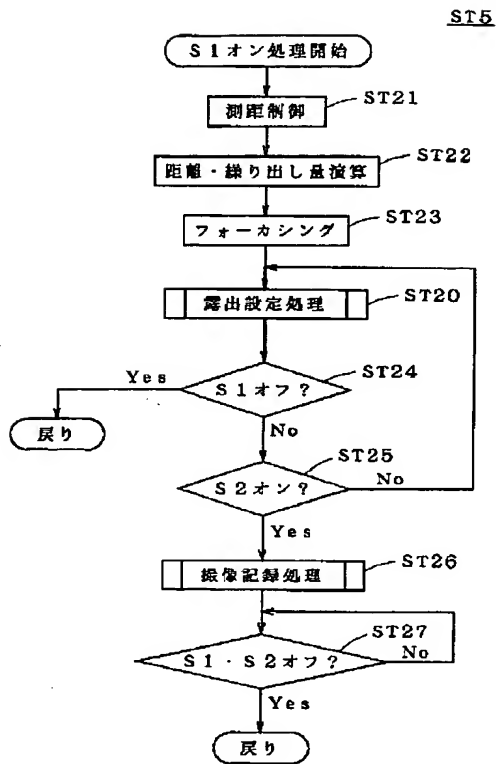 ST5
S1オン処理開始
測距制御
ST21
距離・繰り出し量演算
ST22
フォーカシング
ST23
露出設定処理
ST20
S1オフ?
ST24
Yes
戻り
No
S2オン?
ST25
No
Yes
撮像記録処理
ST26
S1・S2オフ?
ST27
No
Yes
戻り